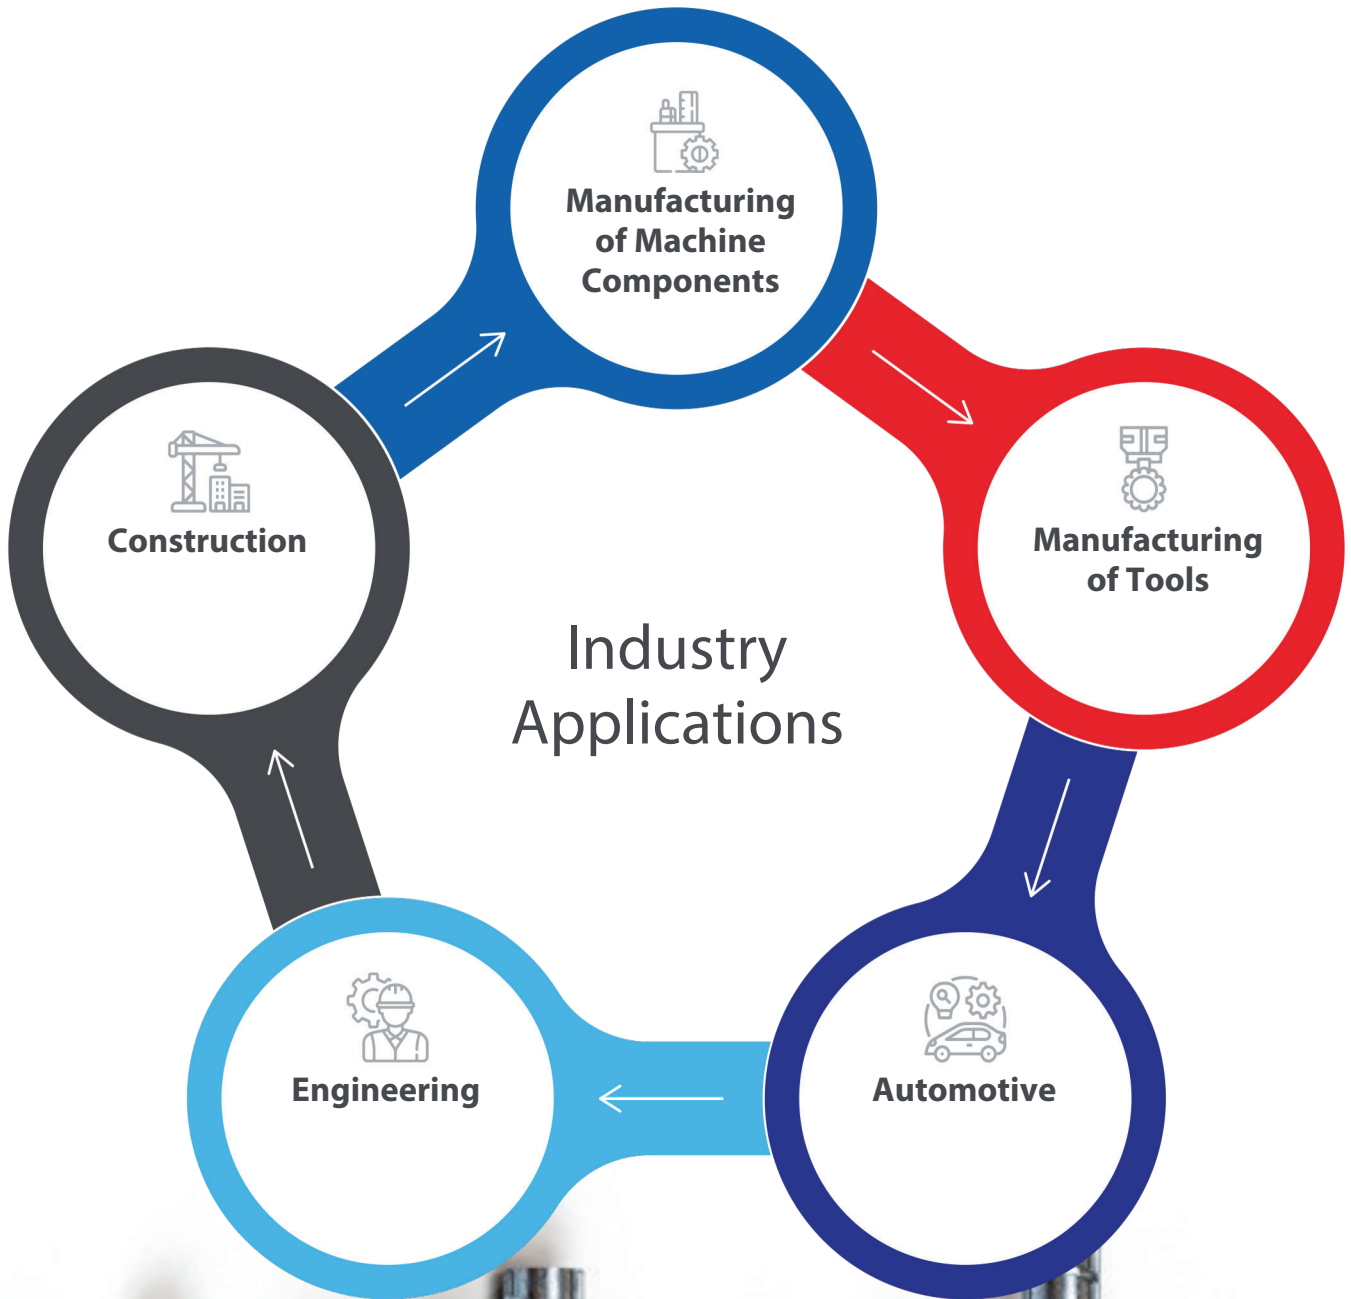 Manufacturing
of Machine
Components
Manufacturing
of Tools
Automotive
Engineering
Construction
Industry
Applications